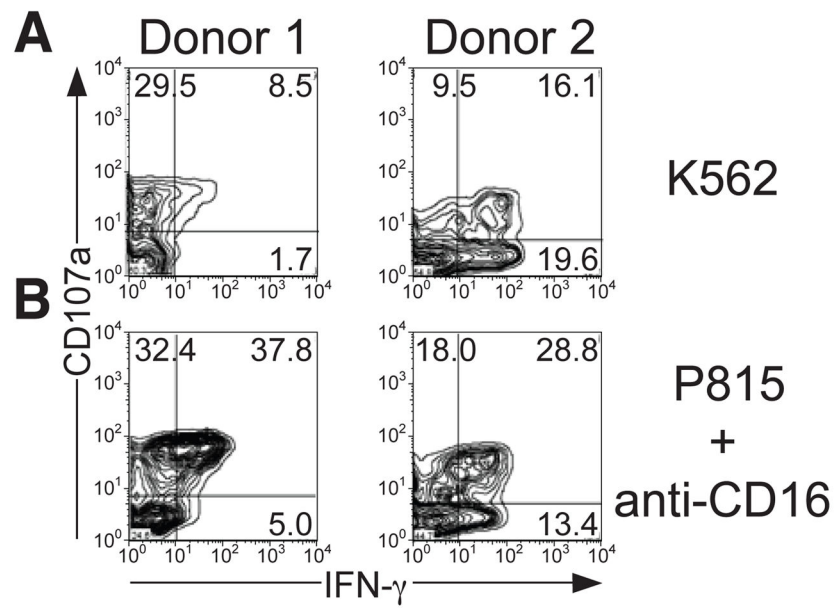 A
Donor 1
Donor 2
10⁴
10³
10²
10¹
10⁰
29.5
8.5
1.7
10⁰ 10¹ 10² 10³ 10⁴
10⁴
10³
10²
10¹
10⁰
9.5
16.1
19.6
10⁰ 10¹ 10² 10³ 10⁴
K562
CD107a
B
10⁴
10³
10²
10¹
10⁰
32.4
37.8
5.0
10⁰ 10¹ 10² 10³ 10⁴
10⁴
10³
10²
10¹
10⁰
18.0
28.8
13.4
10⁰ 10¹ 10² 10³ 10⁴
P815
+
anti-CD16
IFN-γ